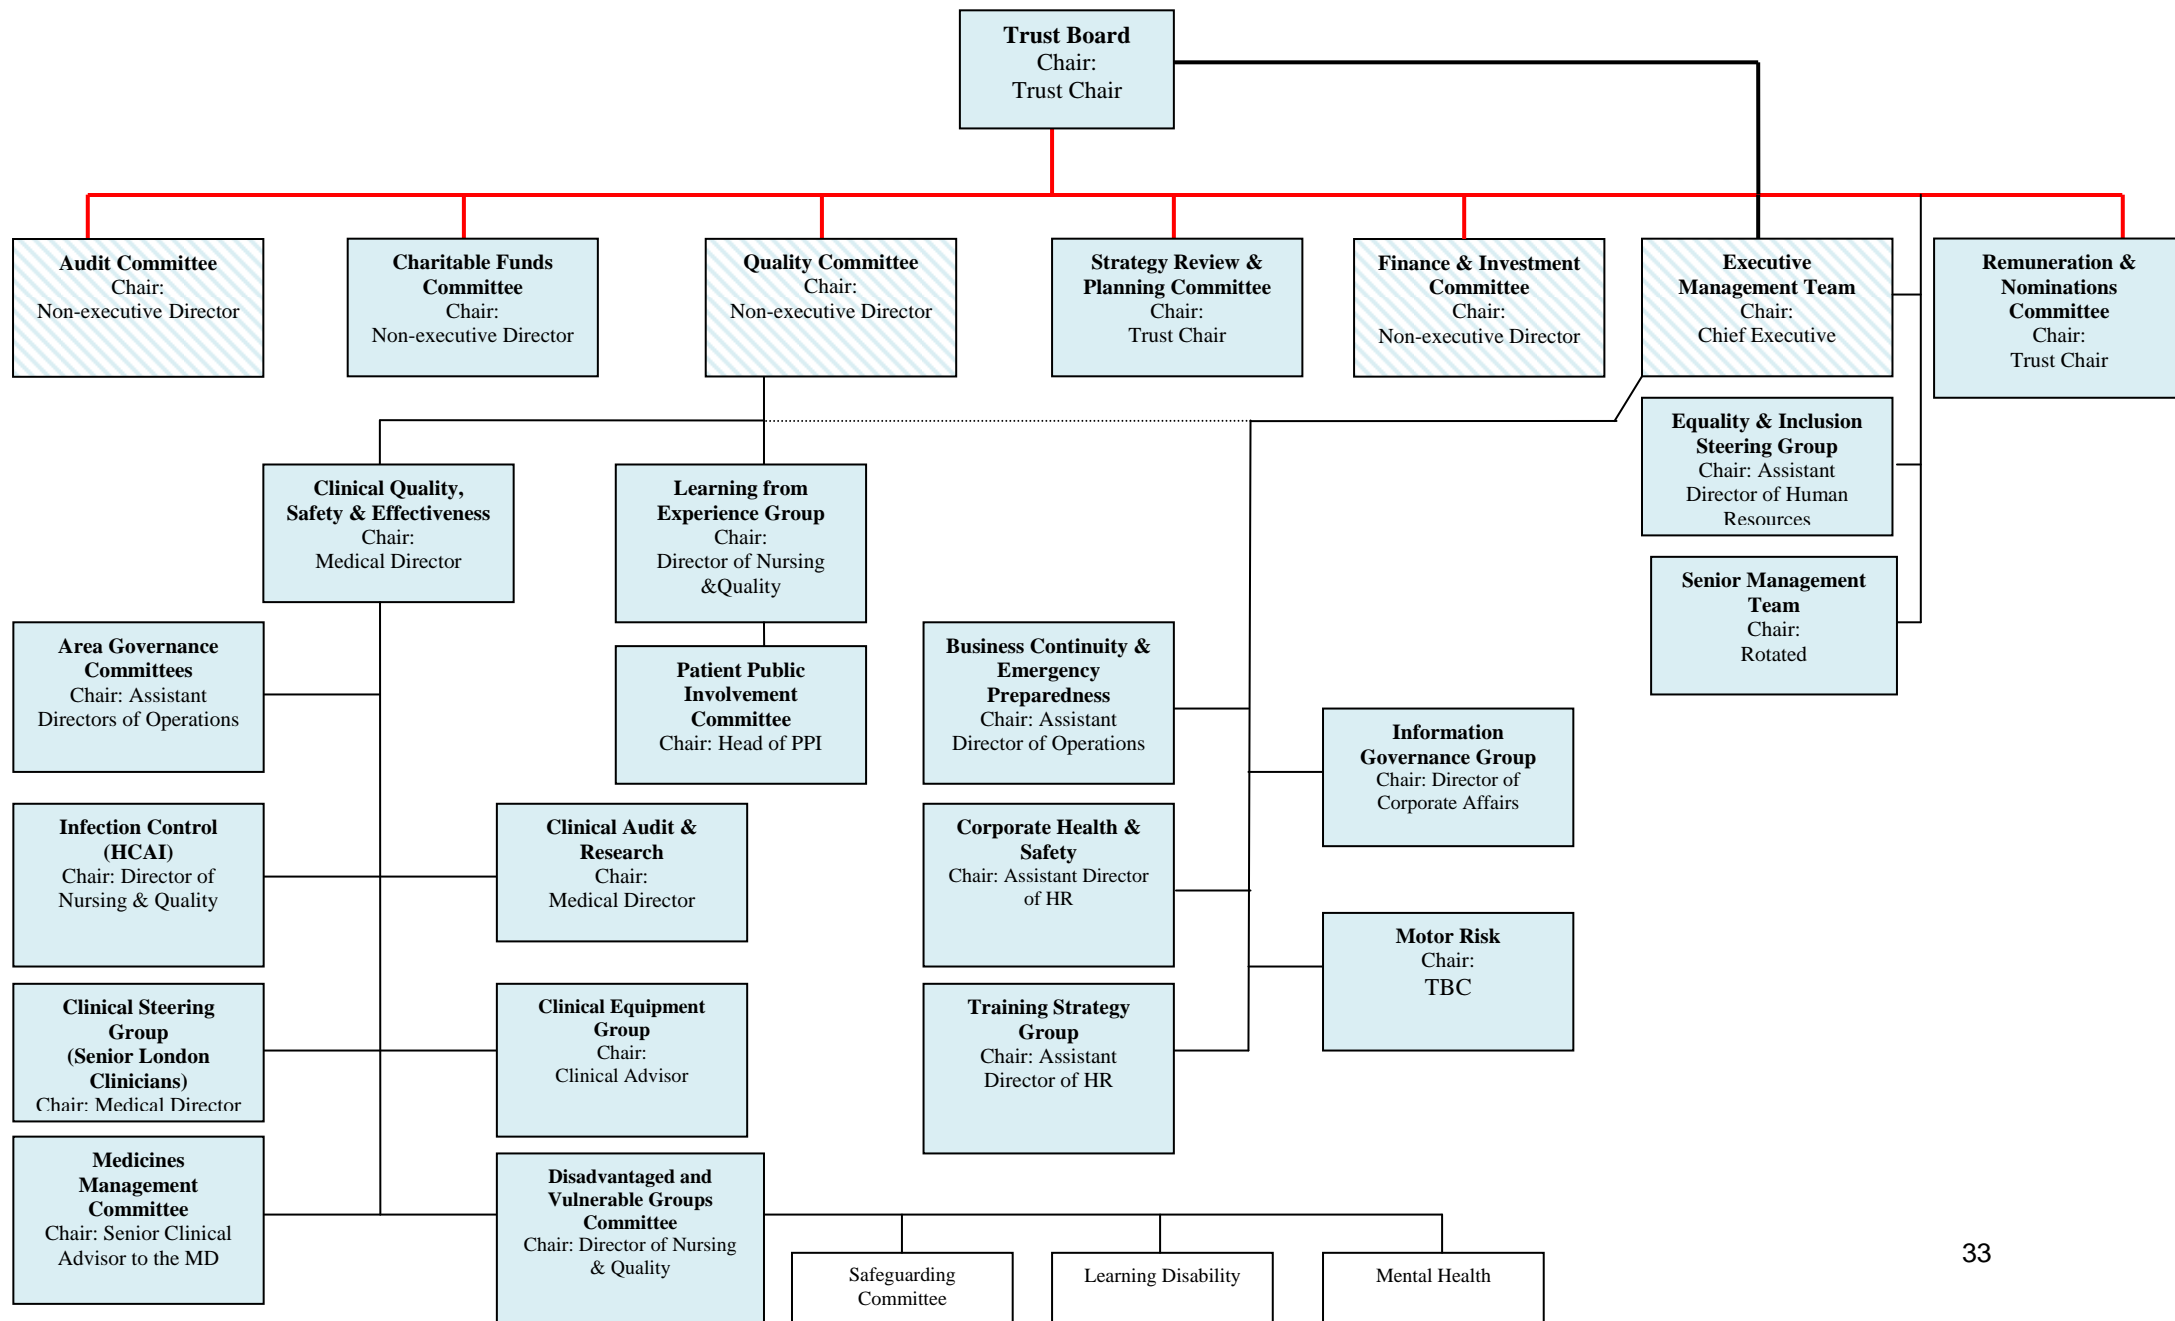 Trust Board
Chair:
Trust Chair
Audit Committee
Chair:
Non-executive Director
Charitable Funds
Committee
Chair:
Non-executive Director
Quality Committee
Chair:
Non-executive Director
Strategy Review &
Planning Committee
Chair:
Trust Chair
Finance & Investment
Committee
Chair:
Non-executive Director
Executive
Management Team
Chair:
Chief Executive
Remuneration &
Nominations
Committee
Chair:
Trust Chair
Equality & Inclusion
Steering Group
Chair: Assistant
Director of Human
Resources
Clinical Quality,
Safety & Effectiveness
Chair:
Medical Director
Learning from
Experience Group
Chair:
Director of Nursing
&Quality
Senior Management
Team
Chair:
Rotated
Area Governance
Committees
Chair: Assistant
Directors of Operations
Patient Public
Involvement
Committee
Chair: Head of PPI
Business Continuity &
Emergency
Preparedness
Chair: Assistant
Director of Operations
Information
Governance Group
Chair: Director of
Corporate Affairs
Infection Control
(HCAI)
Chair: Director of
Nursing & Quality
Clinical Audit &
Research
Chair:
Medical Director
Corporate Health &
Safety
Chair: Assistant Director
of HR
Motor Risk
Chair:
TBC
Clinical Steering
Group
(Senior London
Clinicians)
Chair: Medical Director
Clinical Equipment
Group
Chair:
Clinical Advisor
Training Strategy
Group
Chair: Assistant
Director of HR
Medicines
Management
Committee
Chair: Senior Clinical
Advisor to the MD
Disadvantaged and
Vulnerable Groups
Committee
Chair: Director of Nursing
& Quality
Safeguarding
Committee
Learning Disability
Mental Health
33